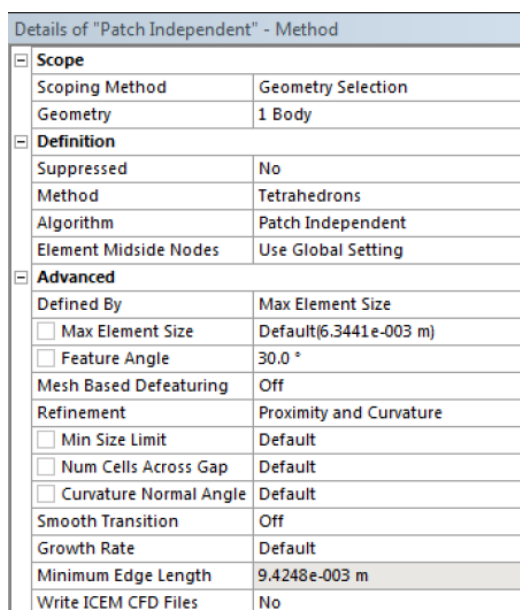 Details of "Patch Independent" - Method
Scope
Scoping Method Geometry Selection
Geometry 1 Body
Definition
Suppressed No
Method Tetrahedrons
Algorithm Patch Independent
Element Midside Nodes Use Global Setting
Advanced
Defined By Max Element Size
Max Element Size Default(6.3441e-003 m)
Feature Angle 30.0 °
Mesh Based Defeaturing Off
Refinement Proximity and Curvature
Min Size Limit Default
Num Cells Across Gap Default
Curvature Normal Angle Default
Smooth Transition Off
Growth Rate Default
Minimum Edge Length 9.4248e-003 m
Write ICEM CFD Files No